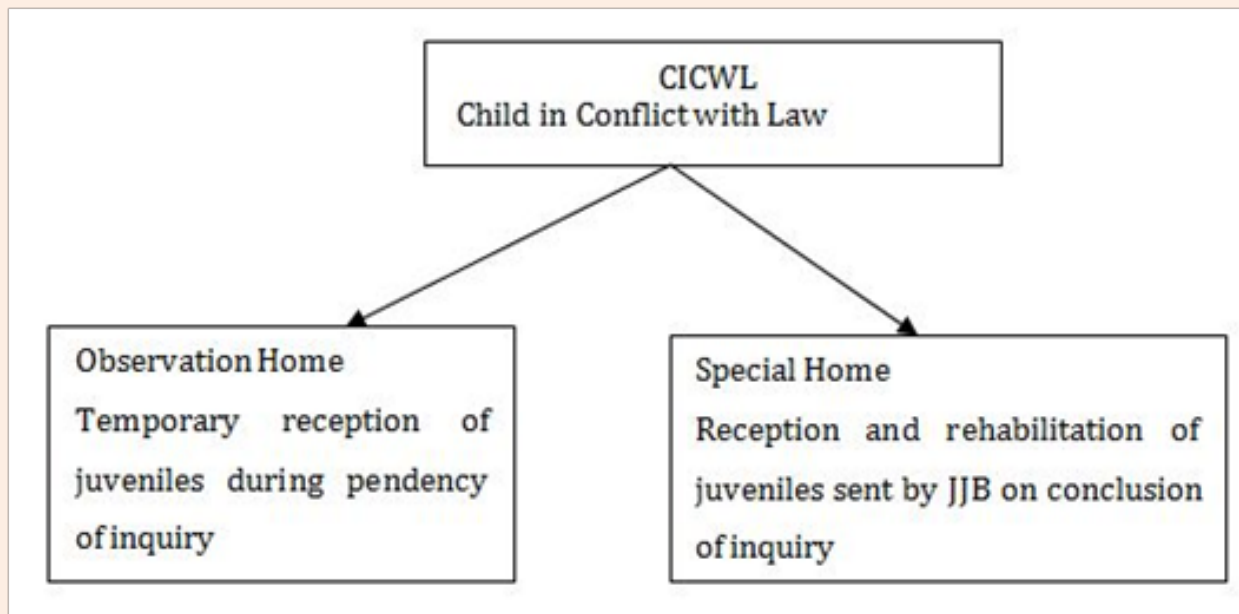 CICWL
Child in Conflict with Law
Observation Home
Temporary reception of
juveniles during pendency
of inquiry
Special Home
Reception and rehabilitation of
juveniles sent by JJB on conclusion
of inquiry